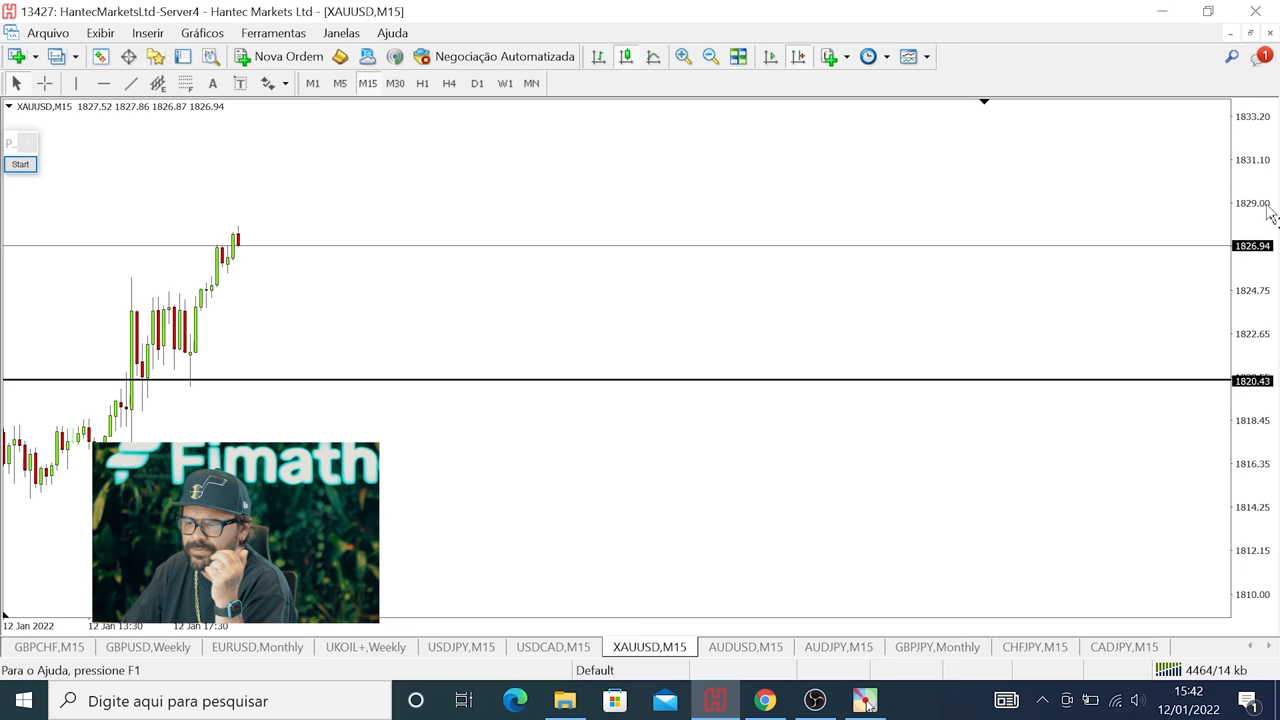 13427: HantecMarketsLtd-Server4 - Hantec Markets Ltd - [XAUUSD,M15]
Arquivo Exibir Inserir Gráficos Ferramentas Janelas Ajuda
Nova Ordem Negociação Automatizada 1
A T M1 M5 M15 M30 H1 H4 D1 W1 MN
XAUUSD,M15 1827.52 1827.86 1826.87 1826.94
1833.20
P...
1831.10
Start
1829.00
1826.94
1824.75
1822.65
1820.43
1818.45
Fimath
1816.35
1814.25
1812.15
1810.00
12 Jan 2022 12 Jan 13:30 12 Jan 17:30
GBPCHF,M15 GBPUSD,Weekly EURUSD,Monthly UKOIL+,Weekly USDJPY,M15 USDCAD,M15 XAUUSD,M15 AUDUSD,M15 AUDJPY,M15 GBPJPY,Monthly CHFJPY,M15 CADJPY,M15
Para o Ajuda, pressione F1 Default 4464/14 kb
Digite aqui para pesquisar 15:42
12/01/2022 1